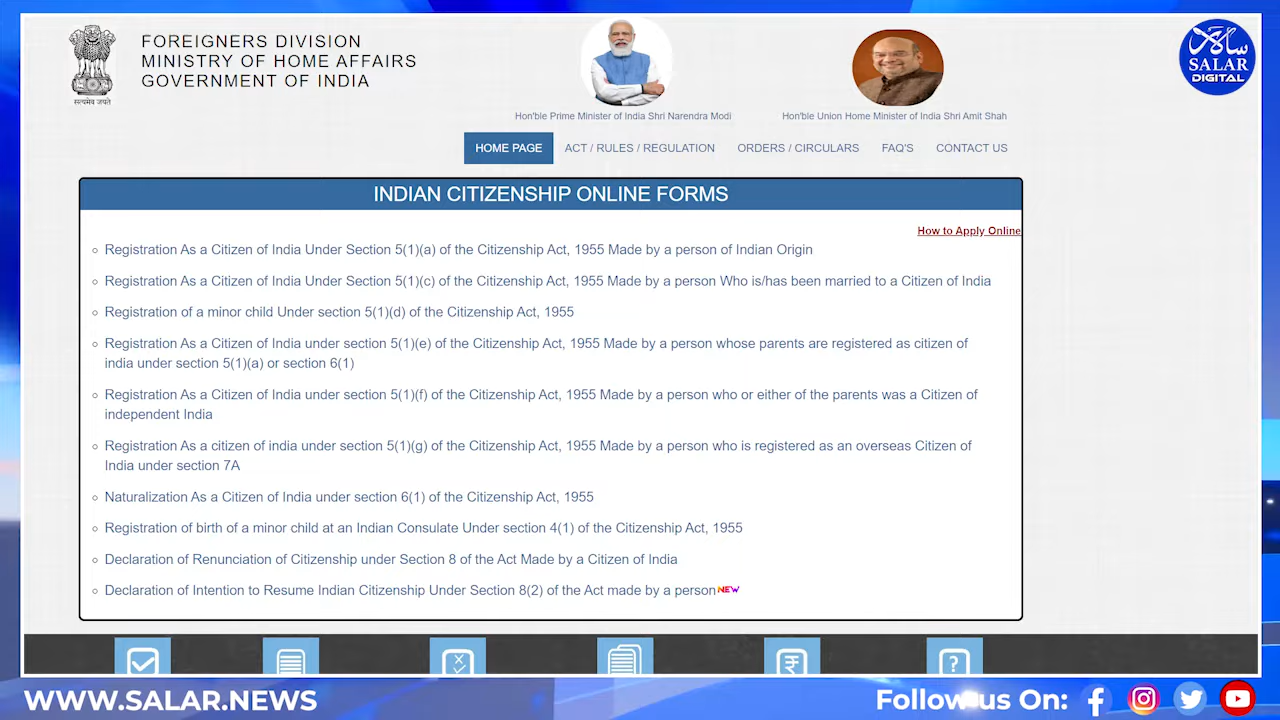 FOREIGNERS DIVISION
MINISTRY OF HOME AFFAIRS
GOVERNMENT OF INDIA
सत्यमेव जयते
Hon'ble Prime Minister of India Shri Narendra Modi
Hon'ble Union Home Minister of India Shri Amit Shah
سالار
SALAR
DIGITAL
HOME PAGE ACT / RULES / REGULATION ORDERS / CIRCULARS FAQ'S CONTACT US
INDIAN CITIZENSHIP ONLINE FORMS
How to Apply Online
Registration As a Citizen of India Under Section 5(1)(a) of the Citizenship Act, 1955 Made by a person of Indian Origin
Registration As a Citizen of India Under Section 5(1)(c) of the Citizenship Act, 1955 Made by a person Who is/has been married to a Citizen of India
Registration of a minor child Under section 5(1)(d) of the Citizenship Act, 1955
Registration As a Citizen of India under section 5(1)(e) of the Citizenship Act, 1955 Made by a person whose parents are registered as citizen of
india under section 5(1)(a) or section 6(1)
Registration As a Citizen of India under section 5(1)(f) of the Citizenship Act, 1955 Made by a person who or either of the parents was a Citizen of
independent India
Registration As a citizen of india under section 5(1)(g) of the Citizenship Act, 1955 Made by a person who is registered as an overseas Citizen of
India under section 7A
Naturalization As a Citizen of India under section 6(1) of the Citizenship Act, 1955
Registration of birth of a minor child at an Indian Consulate Under section 4(1) of the Citizenship Act, 1955
Declaration of Renunciation of Citizenship under Section 8 of the Act Made by a Citizen of India
Declaration of Intention to Resume Indian Citizenship Under Section 8(2) of the Act made by a person NEW
WWW.SALAR.NEWS
Follow us On: